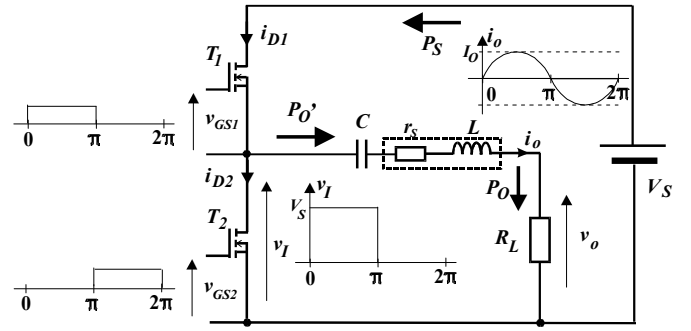 i_D1
P_S
I_O
i_o
0
π
2π
T_1
v_GS1
0
π
2π
P_O'
C
r_s
L
i_o
V_S
i_D2
T_2
v_I
V_S
v_I
0
π
2π
P_O
R_L
v_o
v_GS2
0
π
2π